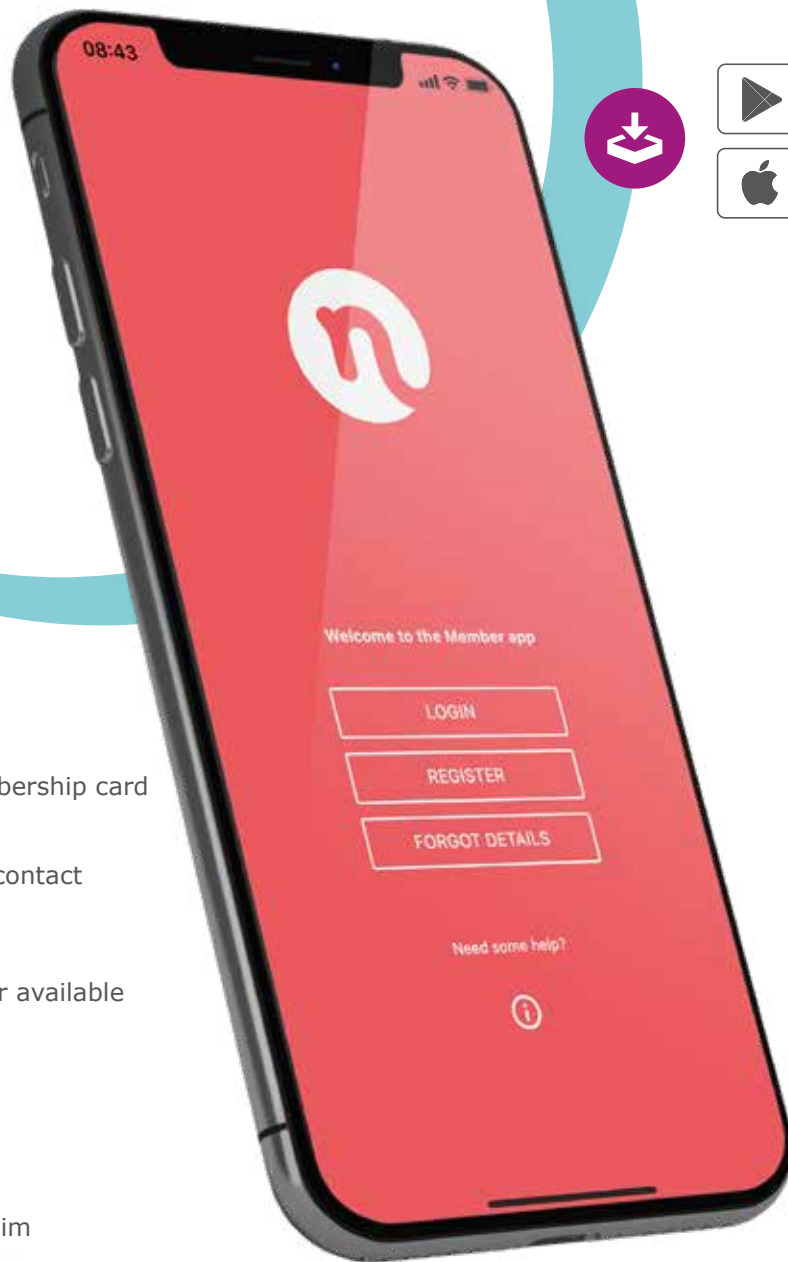 08:43
Welcome to the Member app
LOGIN
REGISTER
FORGOT DETAILS
Need some help?
bership card
contact
r available
im